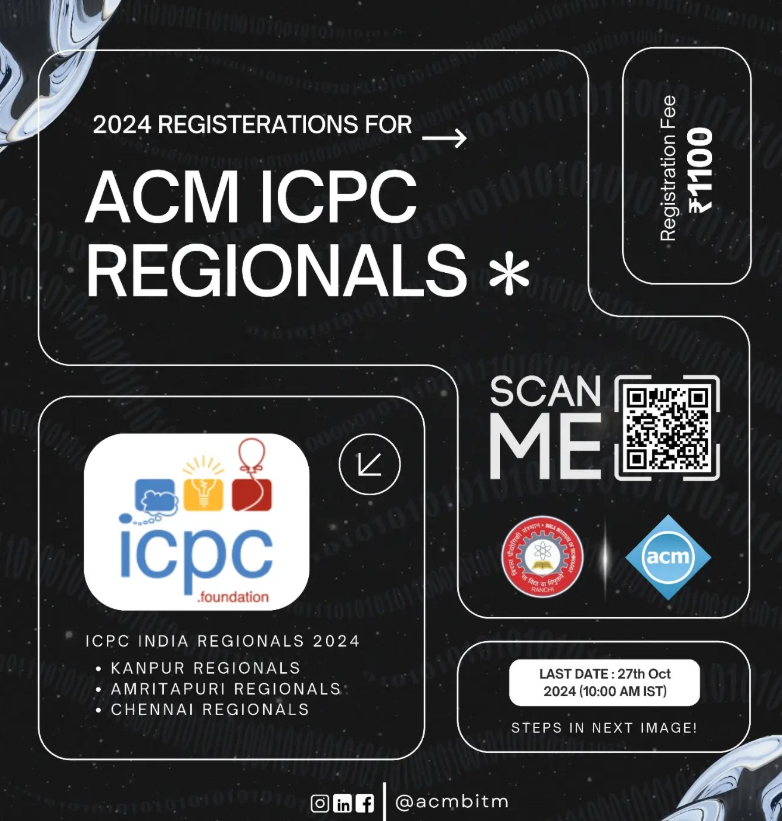 2024 REGISTERATIONS FOR
ACM ICPC
REGIONALS *
Registration Fee
₹1100
SCAN
ME
icpc
.foundation
RANCHI
acm
ICPC INDIA REGIONALS 2024
• KANPUR REGIONALS
• AMRITAPURI REGIONALS
• CHENNAI REGIONALS
LAST DATE : 27th Oct
2024 (10:00 AM IST)
STEPS IN NEXT IMAGE!
@acmbitm